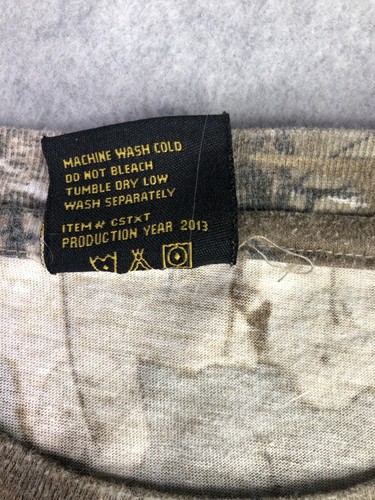 MACHINE WASH COLD
DO NOT BLEACH
TUMBLE DRY LOW
WASH SEPARATELY
ITEM# CSTXT
PRODUCTION YEAR 2013